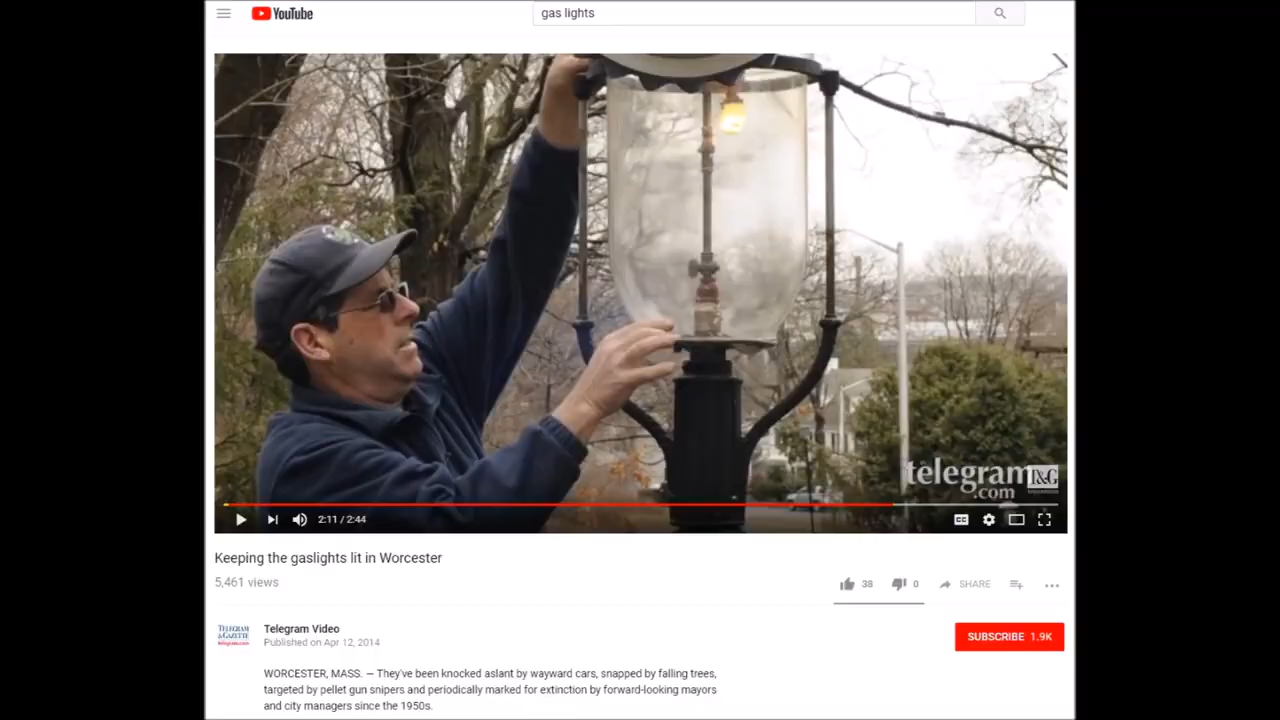 YouTube
gas lights
telegram T&G
.com
2:11 / 2:44
CC
Keeping the gaslights lit in Worcester
5,461 views
38
0
SHARE
TELEGRAM
& GAZETTE
Telegram Video
Published on Apr 12, 2014
SUBSCRIBE 1.9K
WORCESTER, MASS. — They've been knocked aslant by wayward cars, snapped by falling trees,
targeted by pellet gun snipers and periodically marked for extinction by forward-looking mayors
and city managers since the 1950s.